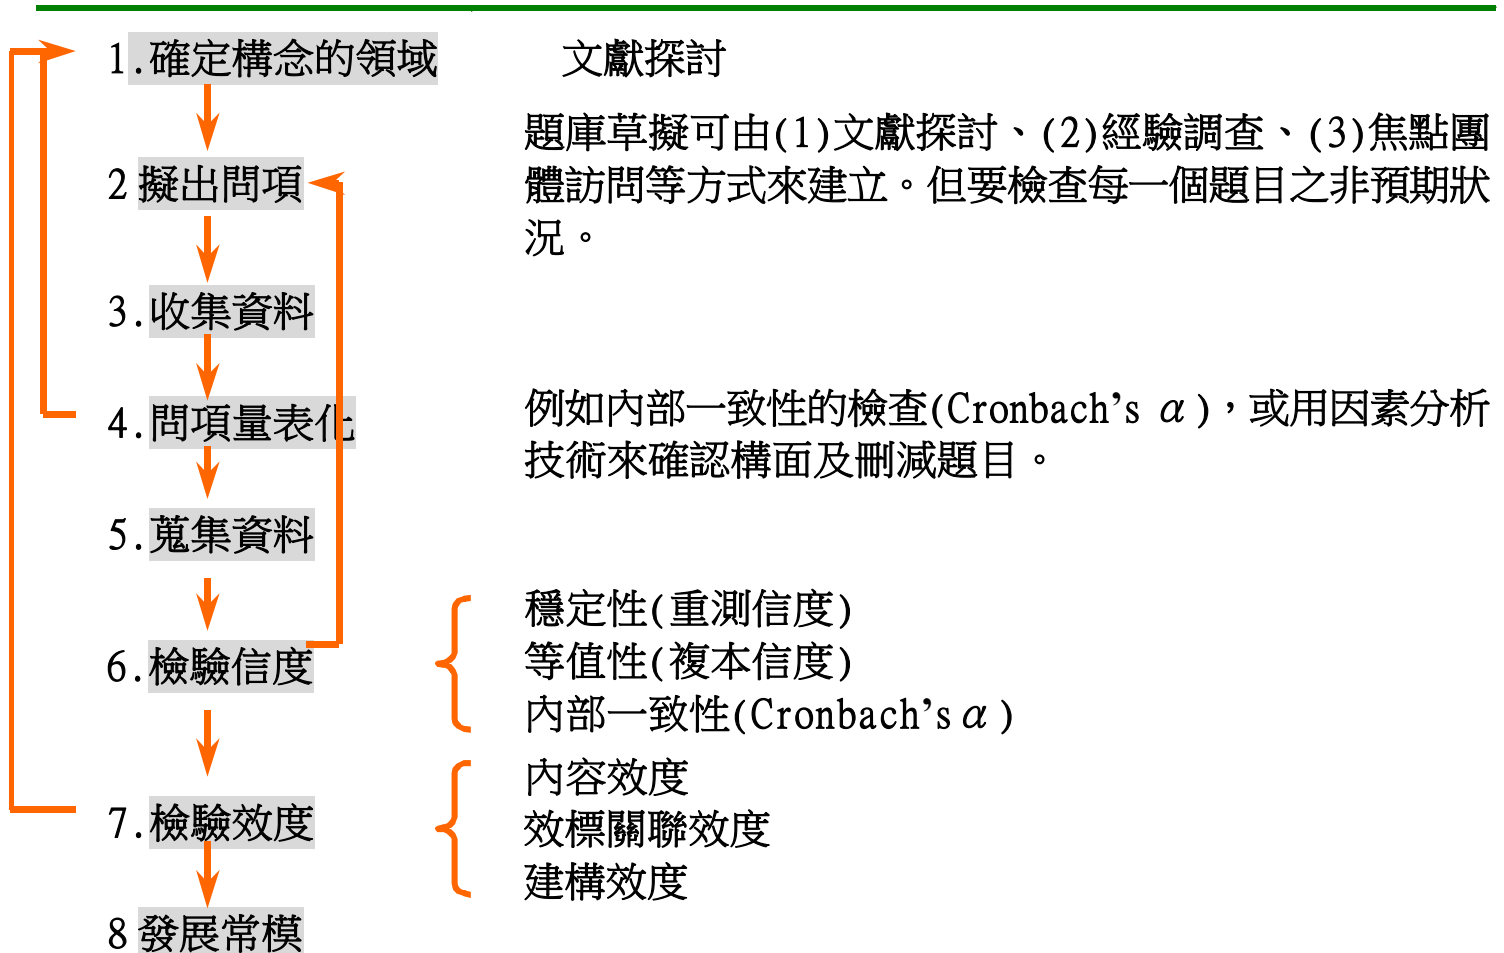 1.確定構念的領域 文獻探討
題庫草擬可由(1)文獻探討、(2)經驗調查、(3)焦點團
2 擬出問項 體訪問等方式來建立。但要檢查每一個題目之非預期狀
況。
3.收集資料
4.問項量表化 例如內部一致性的檢查(Cronbach's α)，或用因素分析
技術來確認構面及刪減題目。
5.蒐集資料
穩定性(重測信度)
6.檢驗信度 等值性(複本信度)
內部一致性(Cronbach's α)
內容效度
7.檢驗效度 效標關聯效度
建構效度
8 發展常模